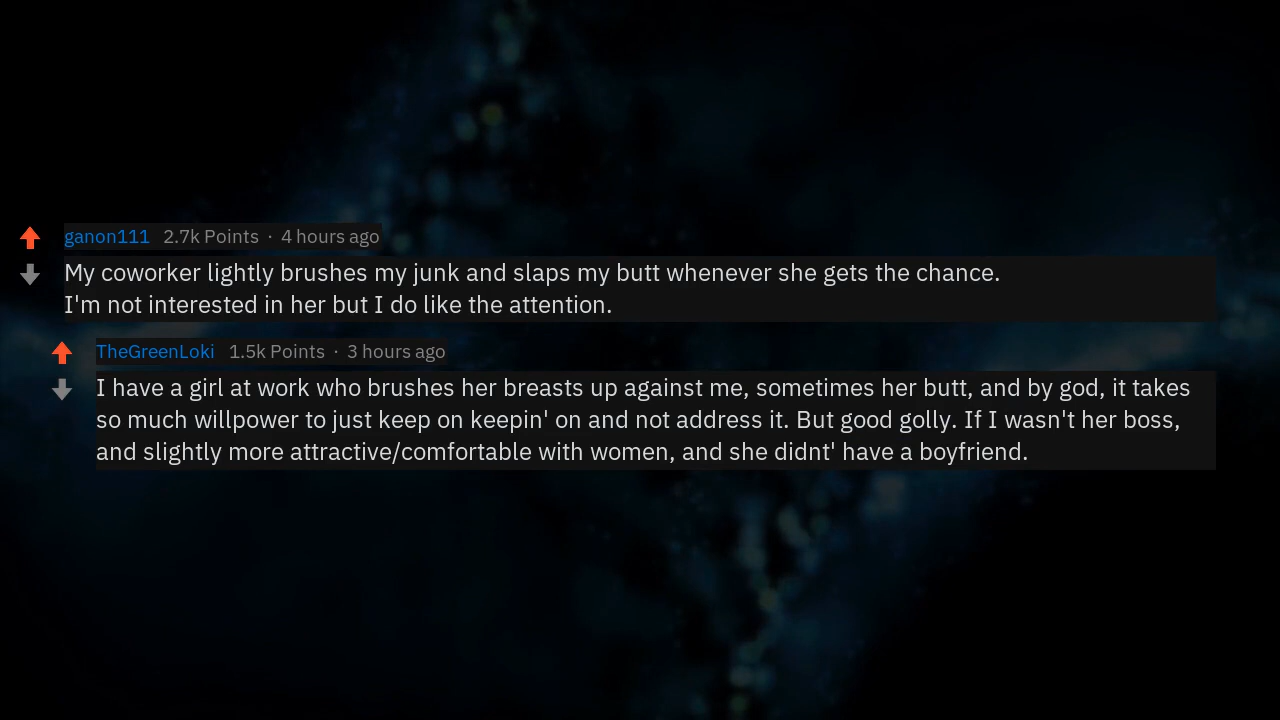 ganon111 2.7k Points · 4 hours ago
My coworker lightly brushes my junk and slaps my butt whenever she gets the chance.
I'm not interested in her but I do like the attention.
TheGreenLoki 1.5k Points · 3 hours ago
I have a girl at work who brushes her breasts up against me, sometimes her butt, and by god, it takes
so much willpower to just keep on keepin' on and not address it. But good golly. If I wasn't her boss,
and slightly more attractive/comfortable with women, and she didnt' have a boyfriend.